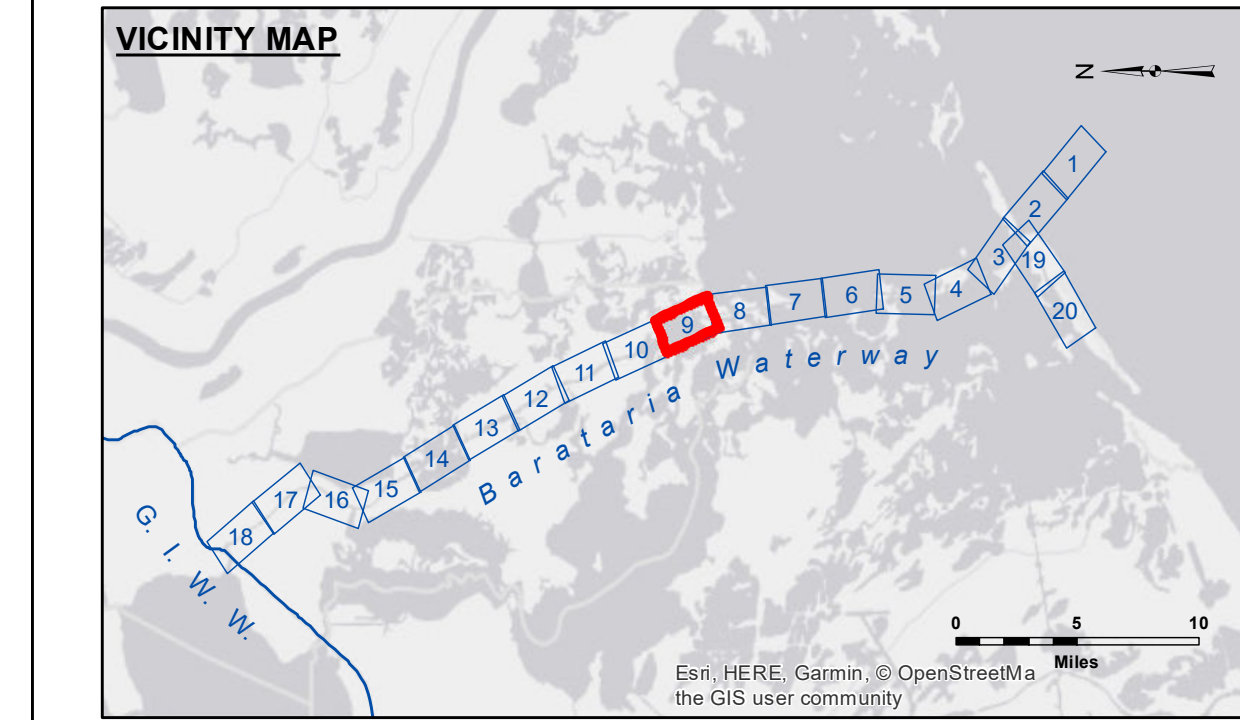 VICINITY MAP
N
1
2
3
19
4
20
5
6
7
8
9
10
11
12
13
14
15
16
17
18
Barataria Waterway
G. I. W. W.
0 5 10
Miles
Esri, HERE, Garmin, © OpenStreetMa
the GIS user community